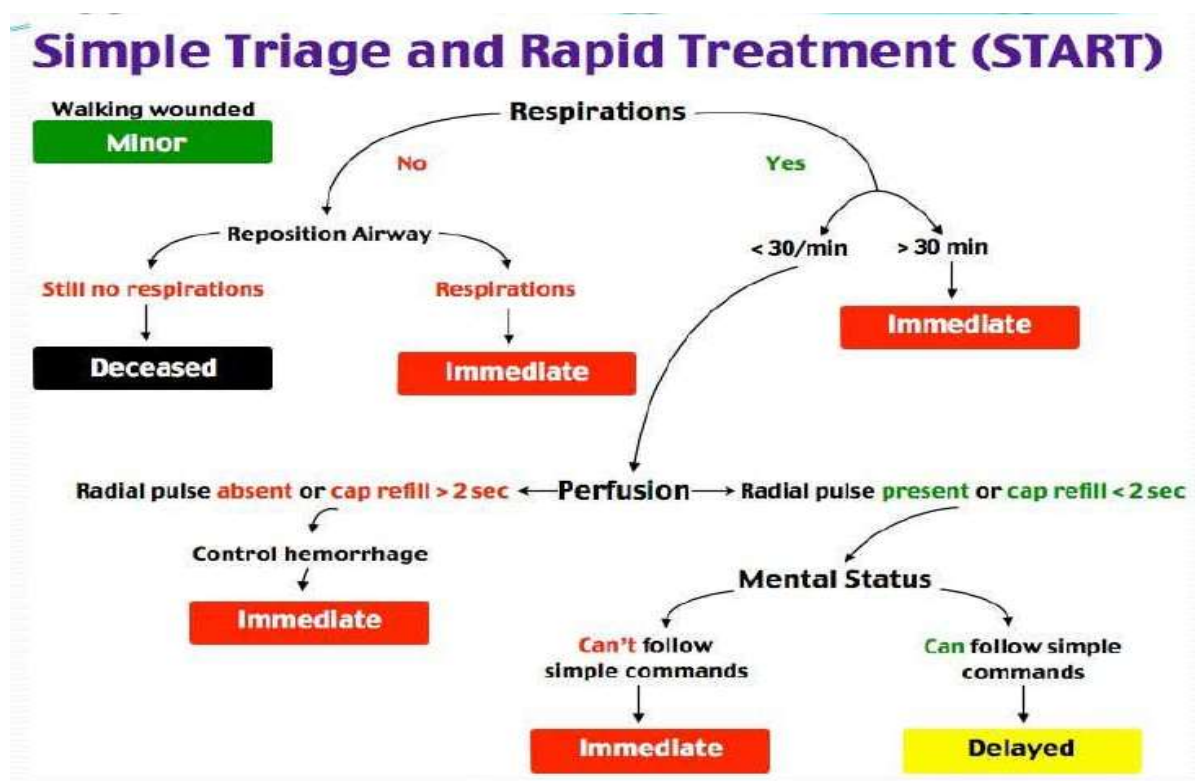 Simple Triage and Rapid Treatment (START)
Walking wounded
Minor
Respirations
No
Yes
Reposition Airway
< 30/min
> 30 min
Still no respirations
Respirations
Immediate
Deceased
Immediate
Radial pulse absent or cap refill > 2 sec
Perfusion
Radial pulse present or cap refill < 2 sec
Control hemorrhage
Immediate
Mental Status
Can't follow
simple commands
Can follow simple
commands
Immediate
Delayed